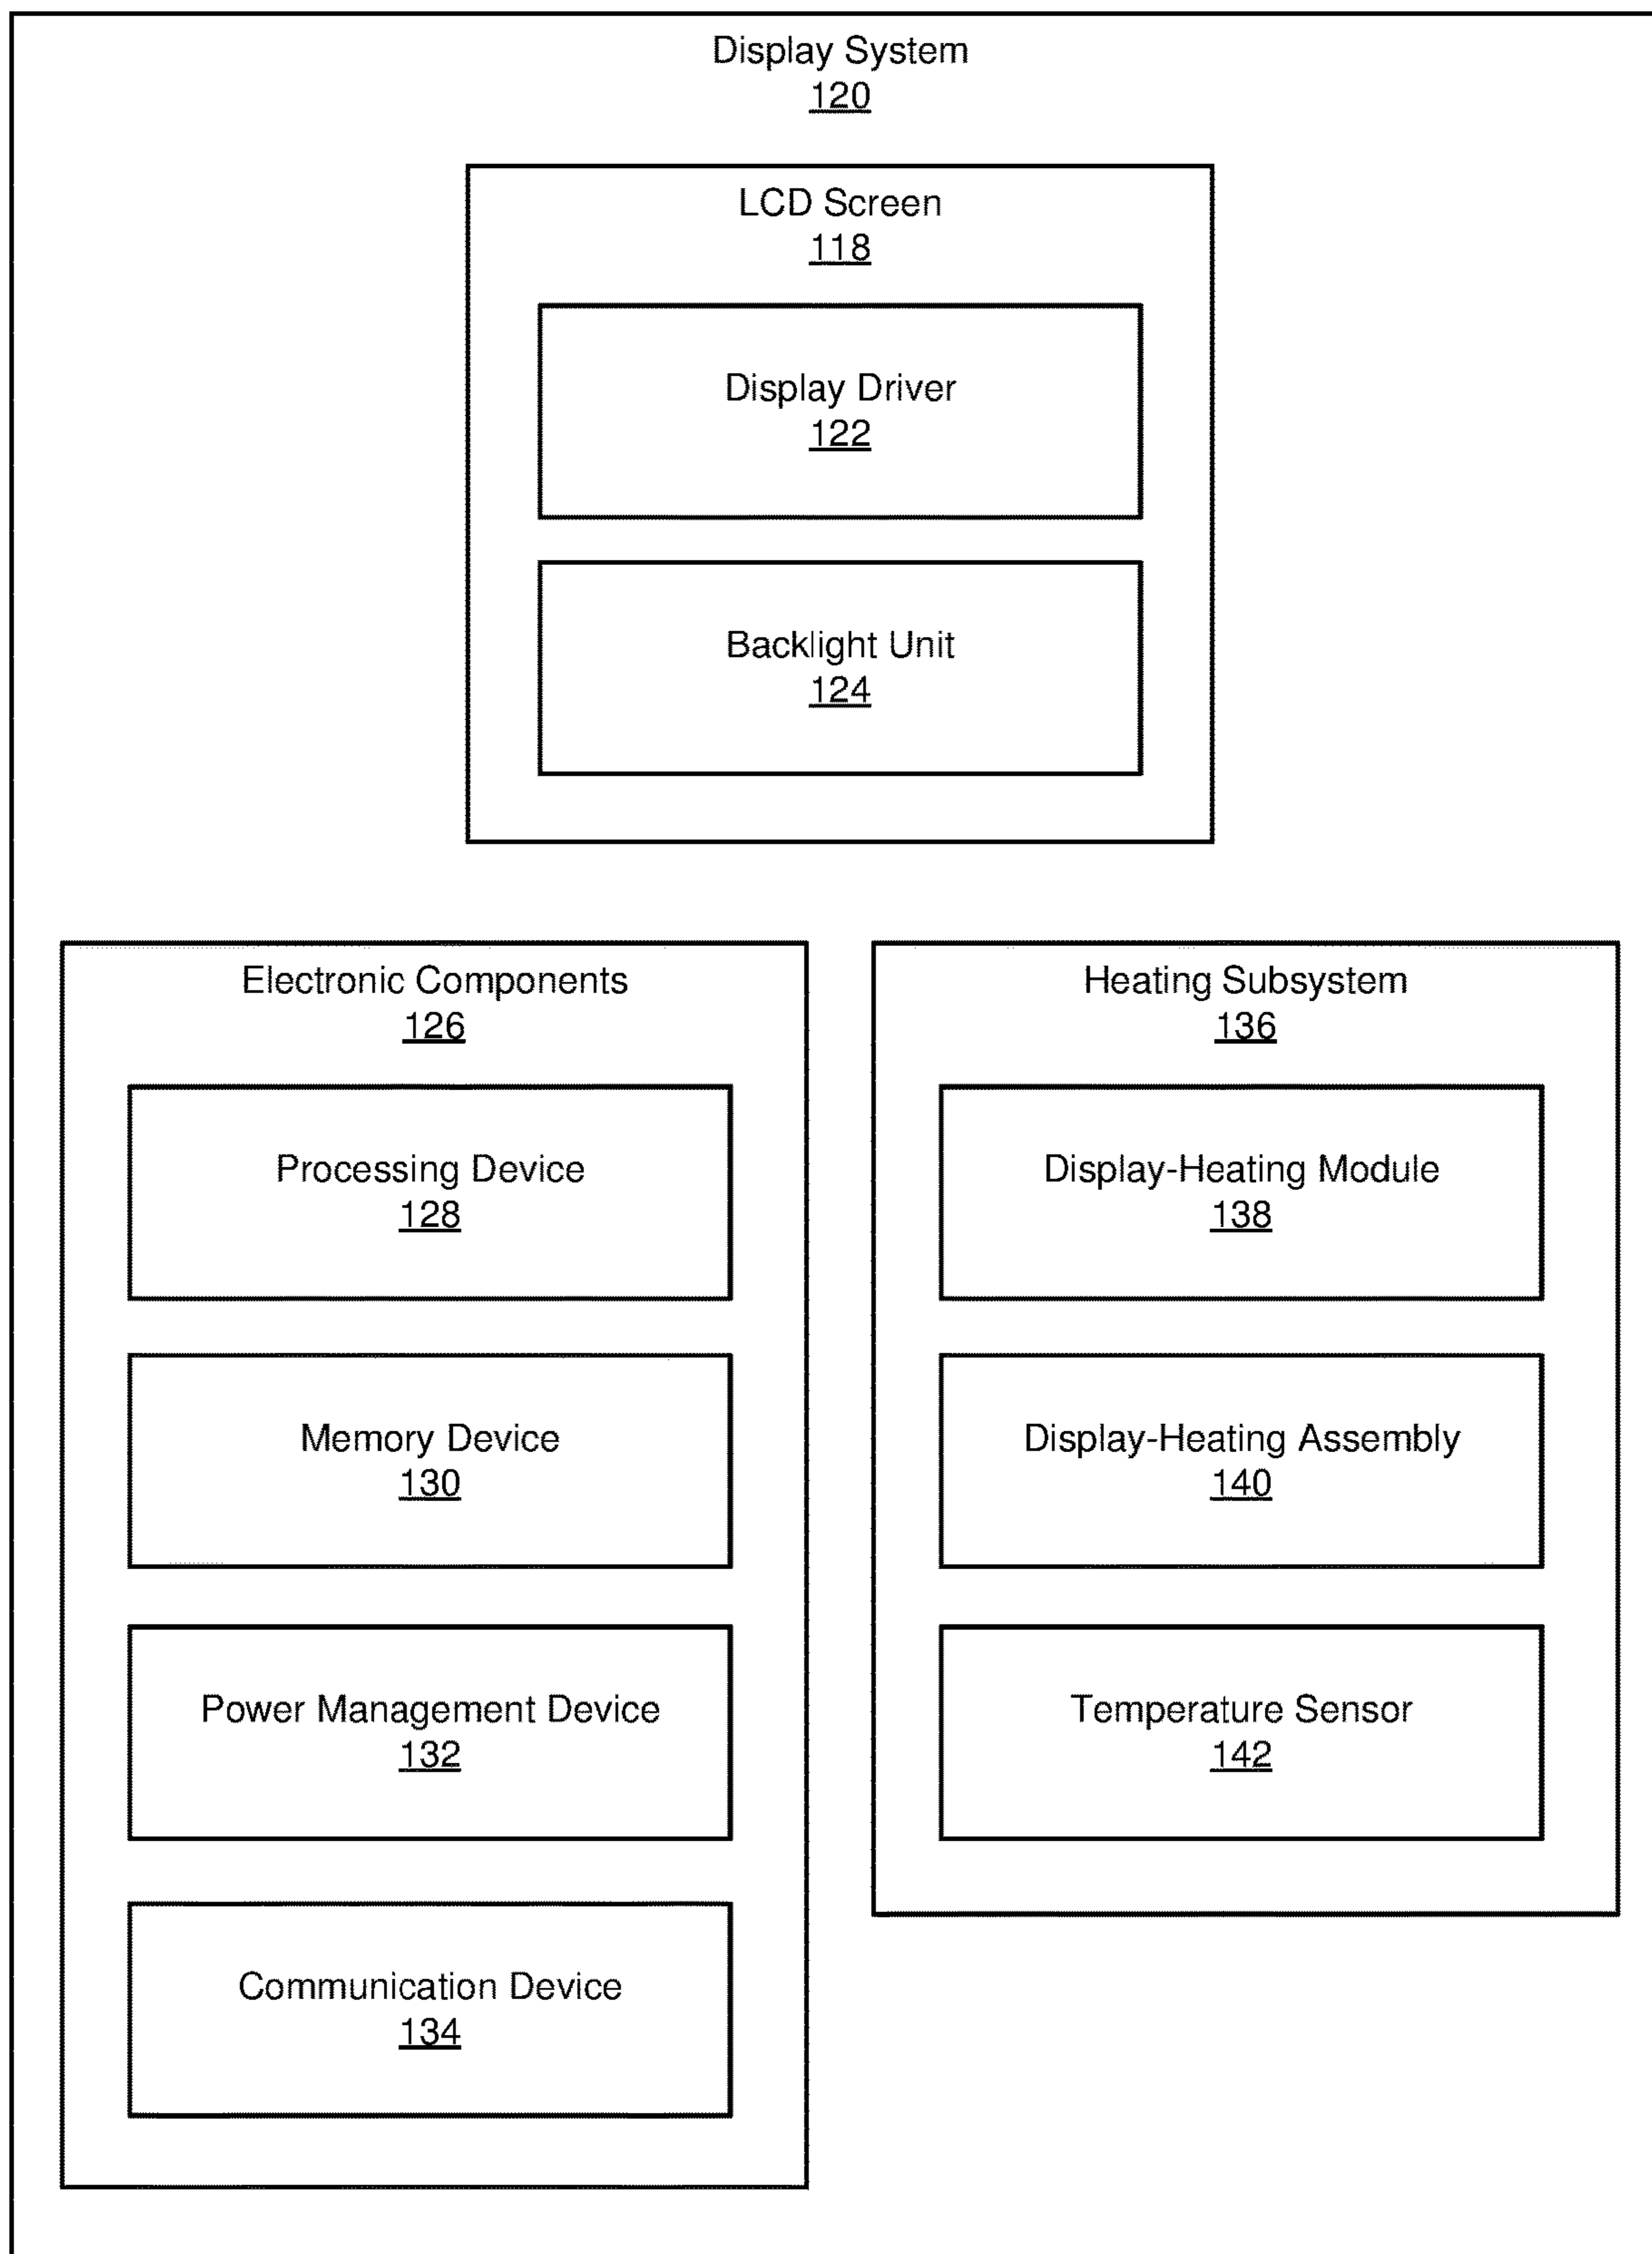 Display System
120
LCD Screen
118
Display Driver
122
Backlight Unit
124
Electronic Components
126
Processing Device
128
Memory Device
130
Power Management Device
132
Communication Device
134
Heating Subsystem
136
Display-Heating Module
138
Display-Heating Assembly
140
Temperature Sensor
142